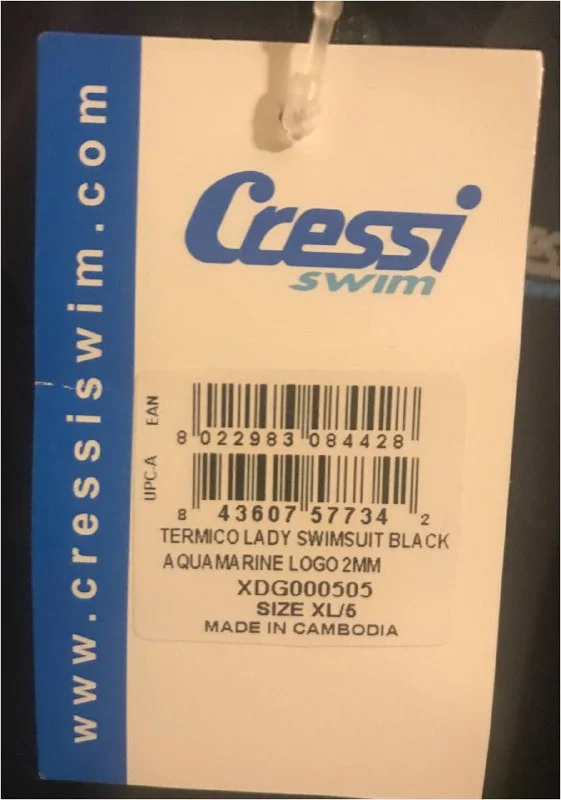 www.cressiswim.com
Cressi
swim
EAN
8 022983 084428
UPC-A
8 43607 57734 2
TERMICO LADY SWIMSUIT BLACK
AQUAMARINE LOGO 2MM
XDG000505
SIZE XL/5
MADE IN CAMBODIA